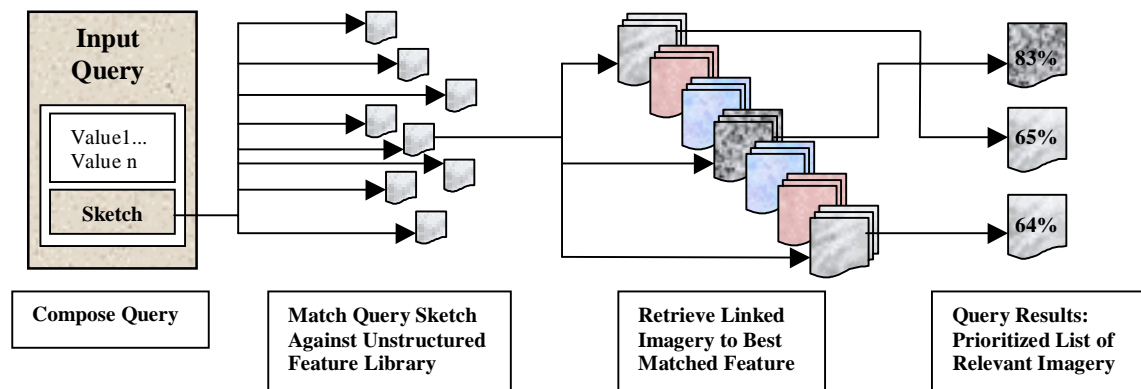 Input
Query
Value1...
Value n
Sketch
83%
65%
64%
Compose Query
Match Query Sketch
Against Unstructured
Feature Library
Retrieve Linked
Imagery to Best
Matched Feature
Query Results:
Prioritized List of
Relevant Imagery